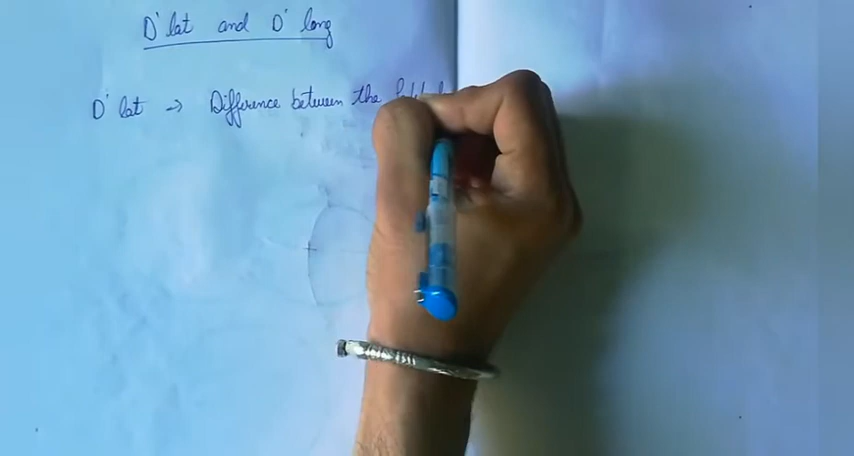 D' lat and D' long
D' lat ⇒ Difference between the